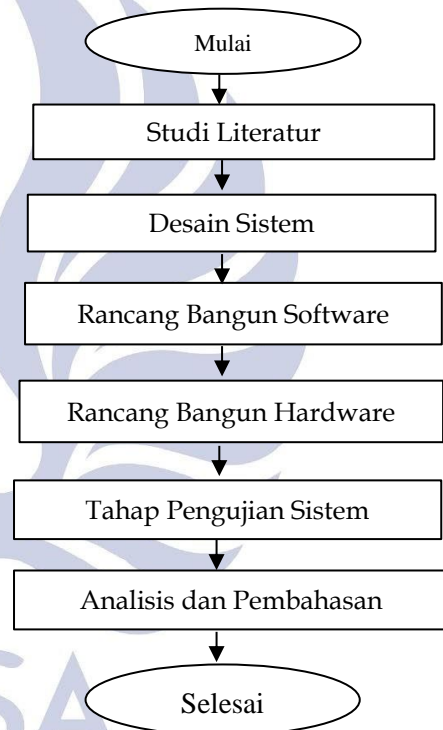 Mulai
Studi Literatur
Desain Sistem
Rancang Bangun Software
Rancang Bangun Hardware
Tahap Pengujian Sistem
Analisis dan Pembahasan
Selesai